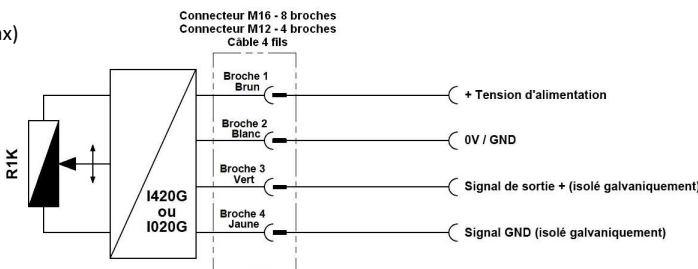 Connecteur M16 - 8 broches
Connecteur M12 - 4 broches
Câble 4 fils
Broche 1
Brun
+ Tension d'alimentation
Broche 2
Blanc
0V / GND
R1K
Broche 3
Vert
Signal de sortie + (isolé galvaniquement)
I420G
ou
I020G
Broche 4
Jaune
Signal GND (isolé galvaniquement)